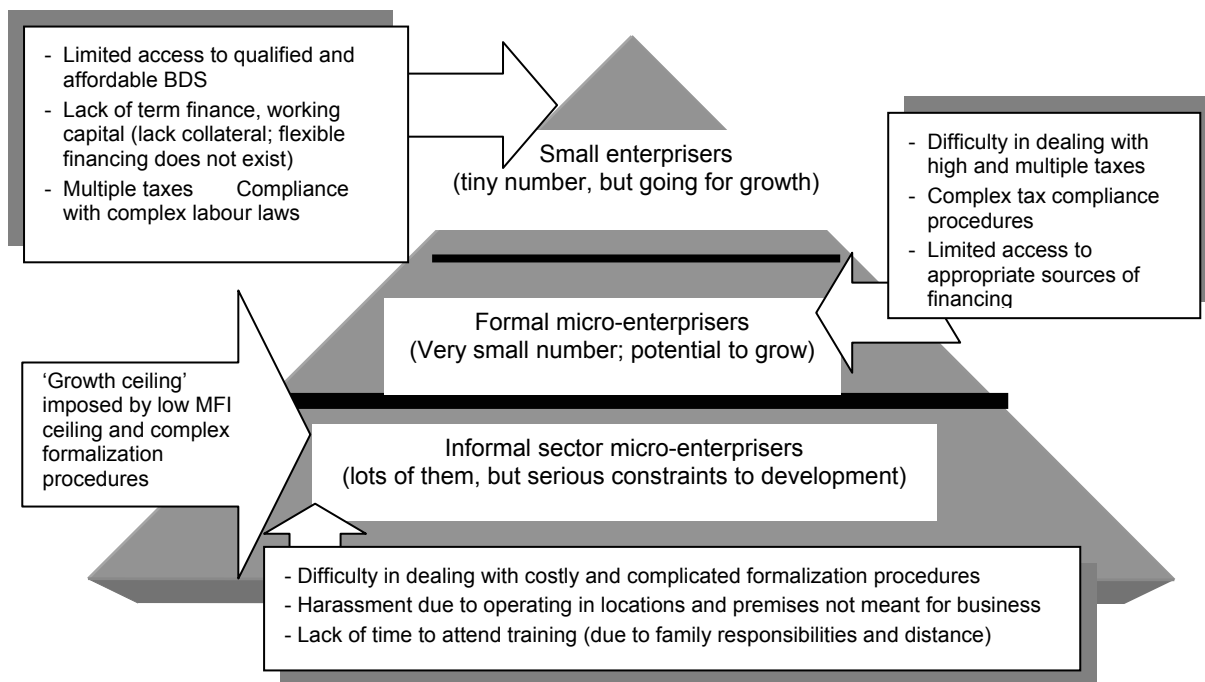 - Limited access to qualified and
affordable BDS
- Lack of term finance, working
capital (lack collateral; flexible
financing does not exist)
- Multiple taxes Compliance
with complex labour laws
Small enterprisers
(tiny number, but going for growth)
- Difficulty in dealing with
high and multiple taxes
- Complex tax compliance
procedures
- Limited access to
appropriate sources of
financing
Formal micro-enterprisers
(Very small number; potential to grow)
‘Growth ceiling’
imposed by low MFI
ceiling and complex
formalization
procedures
Informal sector micro-enterprisers
(lots of them, but serious constraints to development)
- Difficulty in dealing with costly and complicated formalization procedures
- Harassment due to operating in locations and premises not meant for business
- Lack of time to attend training (due to family responsibilities and distance)